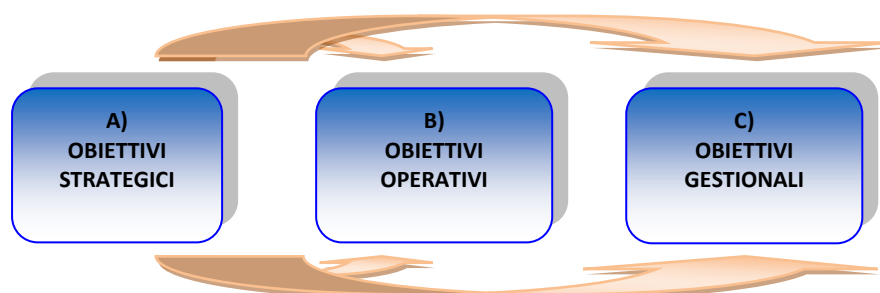 A)
OBIETTIVI
STRATEGICI
B)
OBIETTIVI
OPERATIVI
C)
OBIETTIVI
GESTIONALI